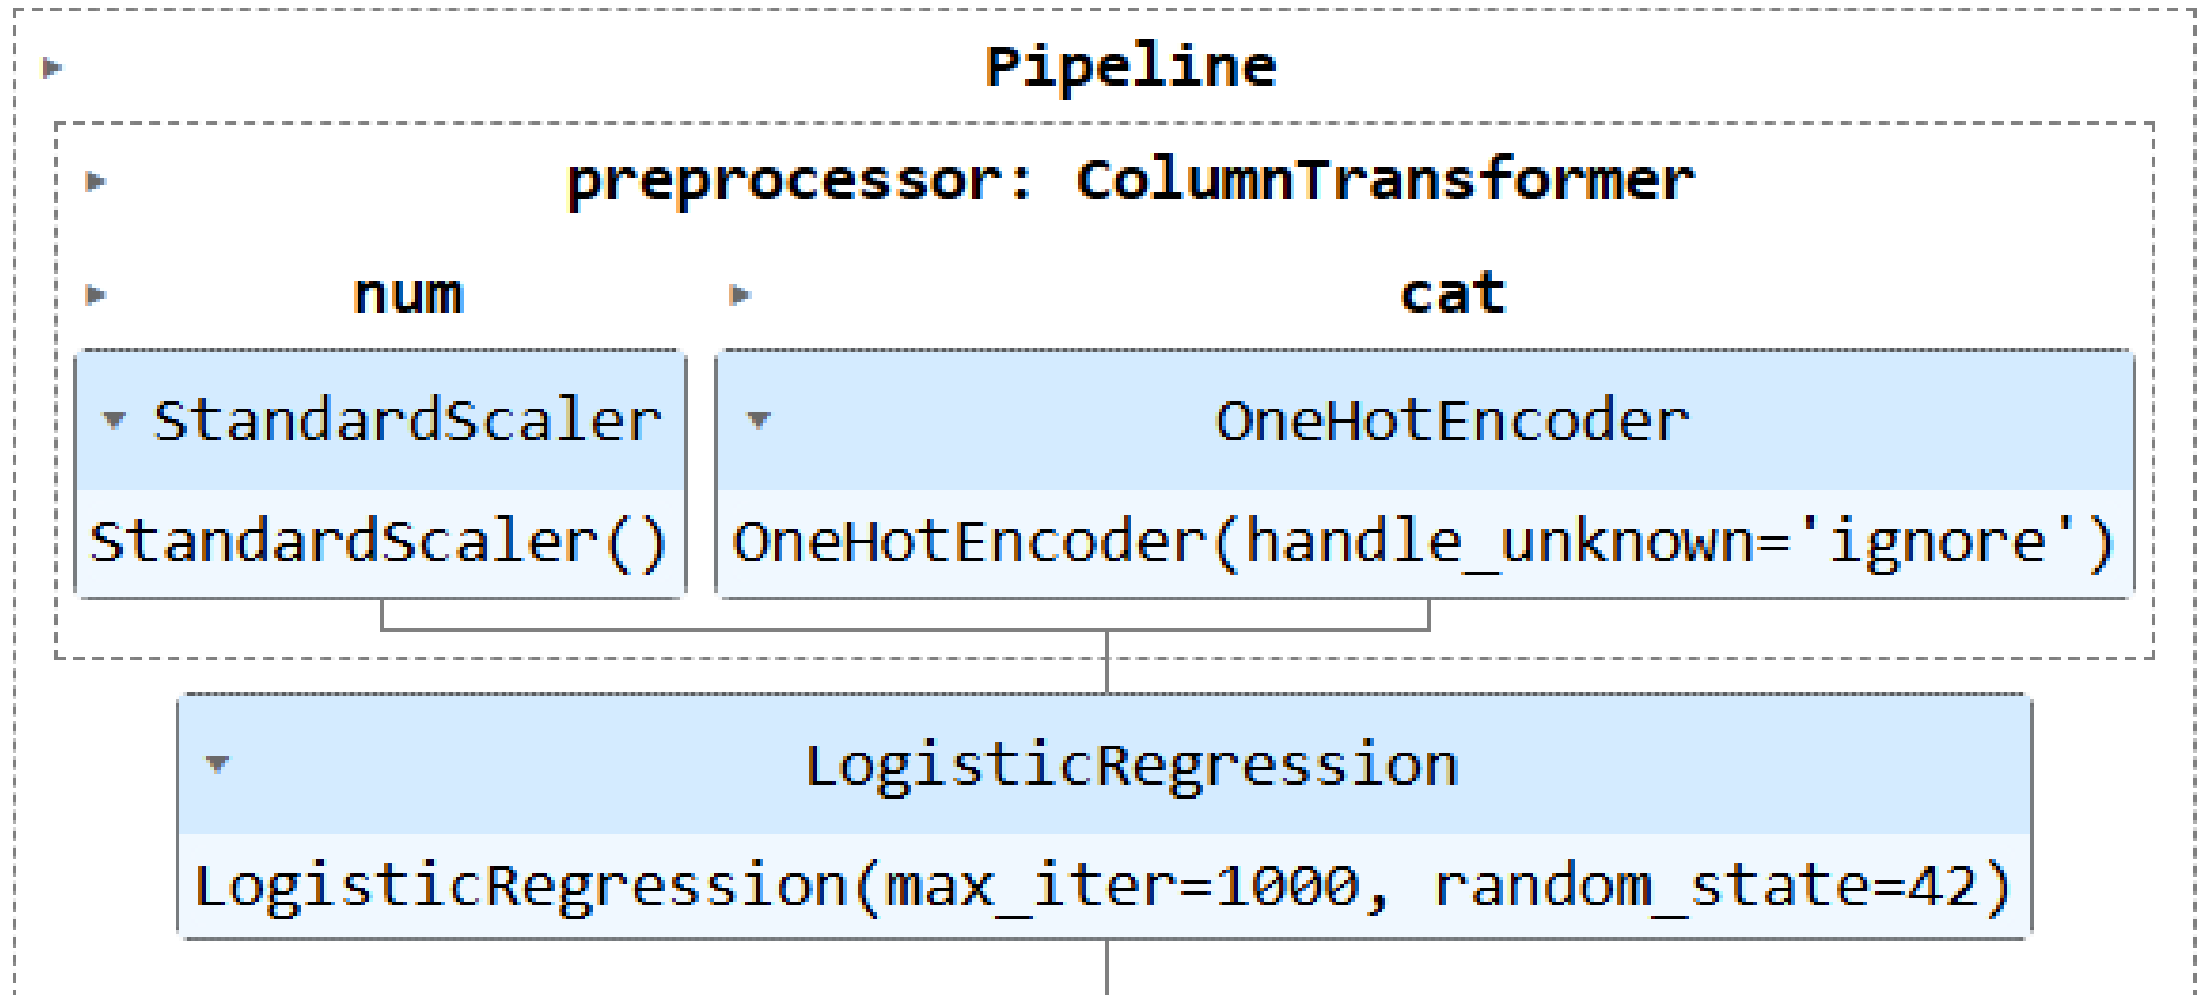 Pipeline
preprocessor: ColumnTransformer
num
cat
StandardScaler
OneHotEncoder
StandardScaler()
OneHotEncoder(handle_unknown='ignore')
LogisticRegression
LogisticRegression(max_iter=1000, random_state=42)